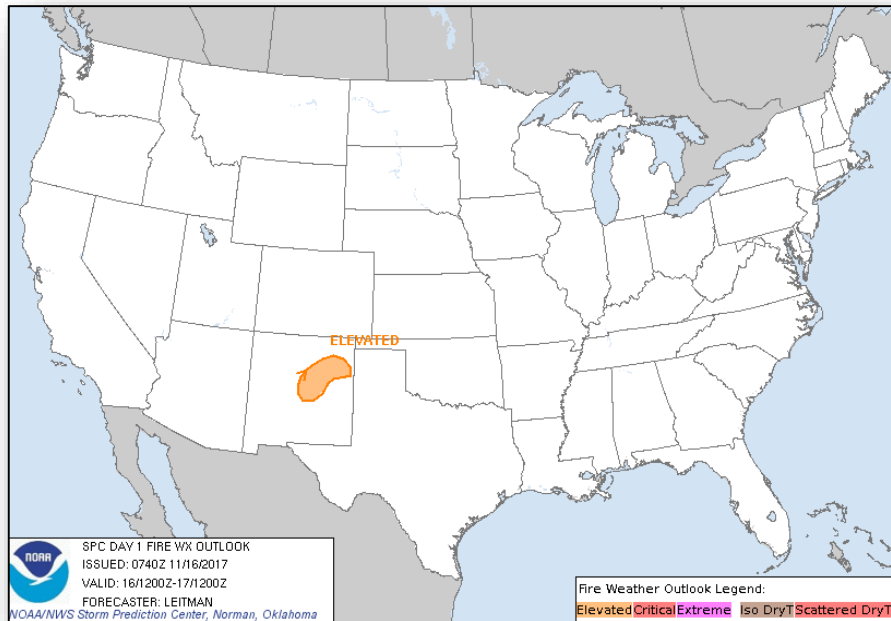 ELEVATED
NOAA
SPC DAY 1 FIRE WX OUTLOOK
ISSUED: 0740Z 11/16/2017
VALID: 16/1200Z-17/1200Z
FORECASTER: LEITMAN
NOAA/NWS Storm Prediction Center, Norman, Oklahoma
Fire Weather Outlook Legend:
Elevated Critical Extreme Iso DryT Scattered DryT